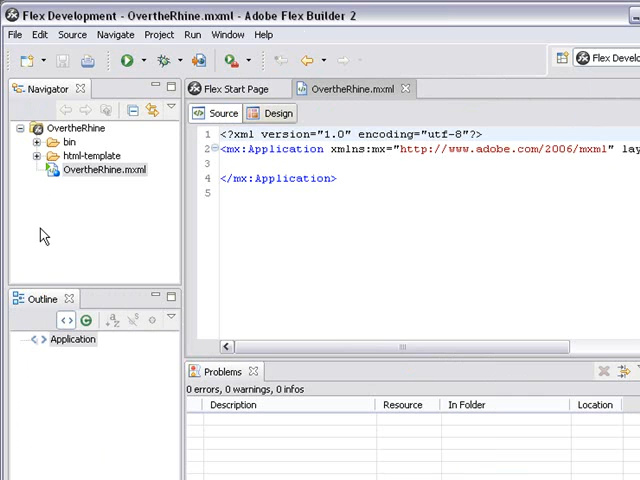 Flex Development - OvertheRhine.mxml - Adobe Flex Builder 2
File Edit Source Navigate Project Run Window Help
Flex Develo
Navigator
Flex Start Page
OvertheRhine.mxml
Source
Design
OvertheRhine
bin
html-template
OvertheRhine.mxml
1 <?xml version="1.0" encoding="utf-8"?>
2 <mx:Application xmlns:mx="http://www.adobe.com/2006/mxml" lay
3
4 </mx:Application>
5
Outline
Application
Problems
0 errors, 0 warnings, 0 infos
Description Resource In Folder Location